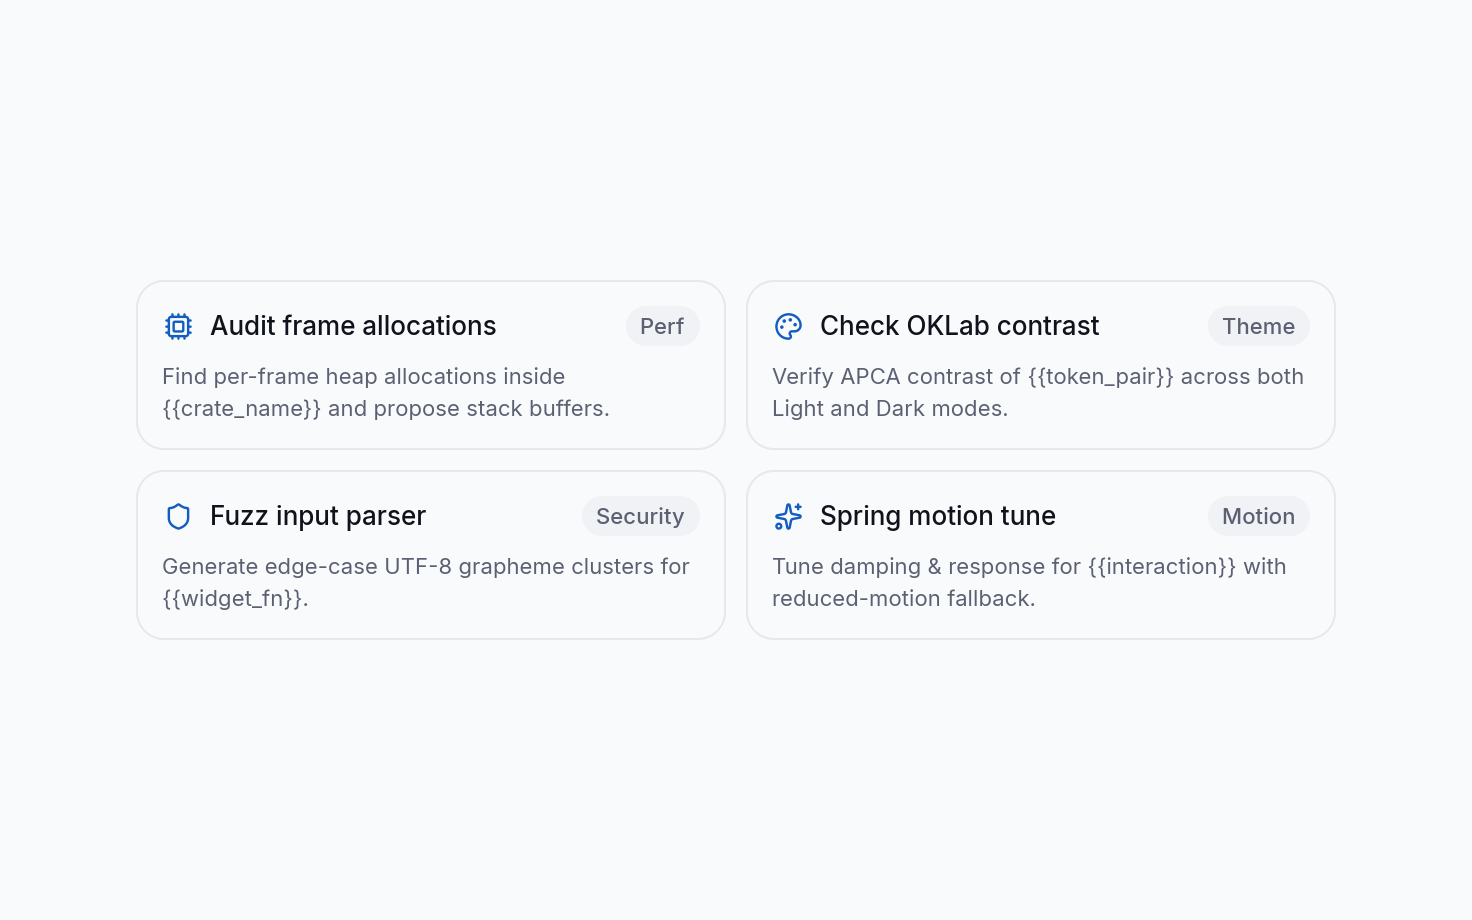 Audit frame allocations
Perf
Find per-frame heap allocations inside
{{crate_name}} and propose stack buffers.
Check OKLab contrast
Theme
Verify APCA contrast of {{token_pair}} across both
Light and Dark modes.
Fuzz input parser
Security
Generate edge-case UTF-8 grapheme clusters for
{{widget_fn}}.
Spring motion tune
Motion
Tune damping & response for {{interaction}} with
reduced-motion fallback.